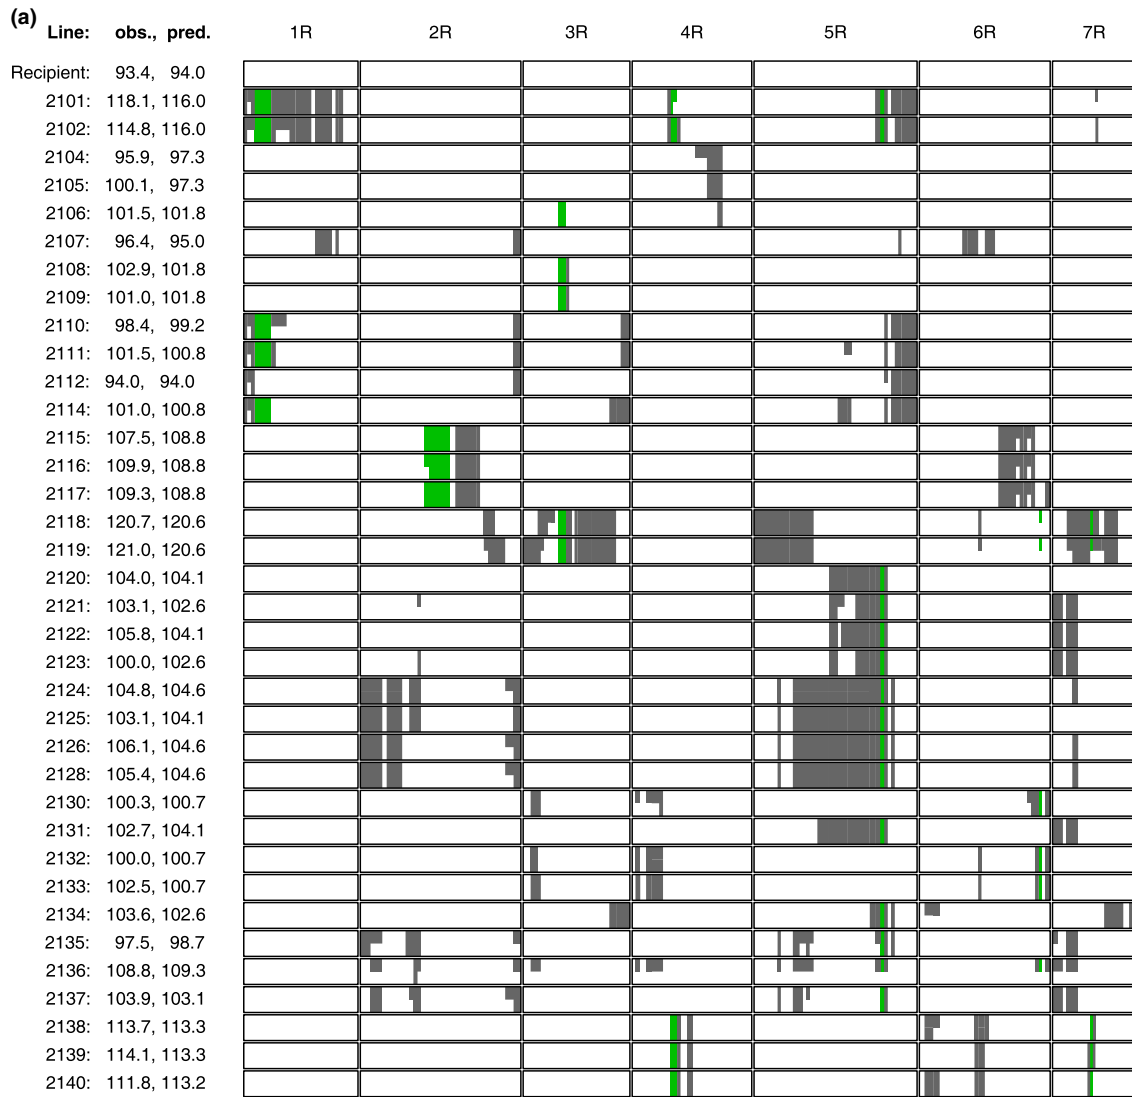 (a)
Line: obs., pred. 1R 2R 3R 4R 5R 6R 7R
Recipient: 93.4, 94.0
2101: 118.1, 116.0
2102: 114.8, 116.0
2104: 95.9, 97.3
2105: 100.1, 97.3
2106: 101.5, 101.8
2107: 96.4, 95.0
2108: 102.9, 101.8
2109: 101.0, 101.8
2110: 98.4, 99.2
2111: 101.5, 100.8
2112: 94.0, 94.0
2114: 101.0, 100.8
2115: 107.5, 108.8
2116: 109.9, 108.8
2117: 109.3, 108.8
2118: 120.7, 120.6
2119: 121.0, 120.6
2120: 104.0, 104.1
2121: 103.1, 102.6
2122: 105.8, 104.1
2123: 100.0, 102.6
2124: 104.8, 104.6
2125: 103.1, 104.1
2126: 106.1, 104.6
2128: 105.4, 104.6
2130: 100.3, 100.7
2131: 102.7, 104.1
2132: 100.0, 100.7
2133: 102.5, 100.7
2134: 103.6, 102.6
2135: 97.5, 98.7
2136: 108.8, 109.3
2137: 103.9, 103.1
2138: 113.7, 113.3
2139: 114.1, 113.3
2140: 111.8, 113.2